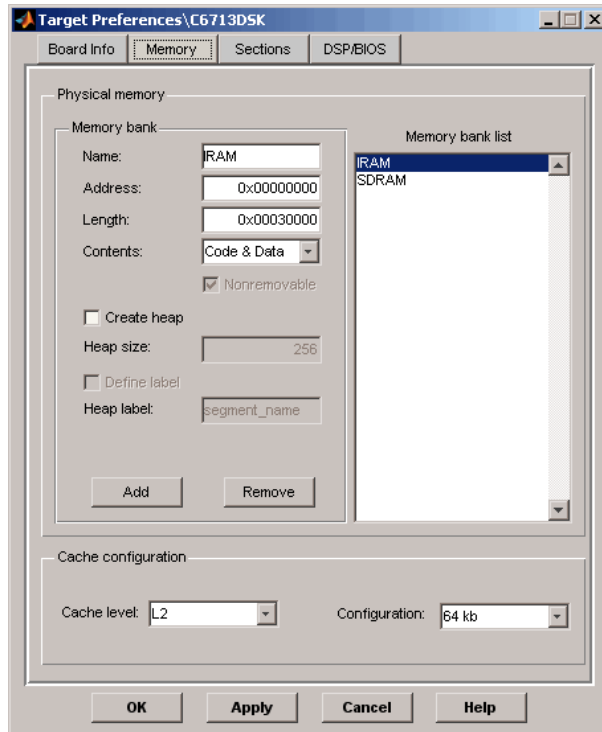 Target Preferences\C6713DSK
Board Info Memory Sections DSP/BIOS
Physical memory
Memory bank
Memory bank list
Name: IRAM
IRAM
SDRAM
Address: 0x00000000
Length: 0x00030000
Contents: Code & Data
Nonremovable
Create heap
Heap size: 256
Define label
Heap label: segment_name
Add Remove
Cache configuration
Cache level: L2 Configuration: 64 kb
OK Apply Cancel Help